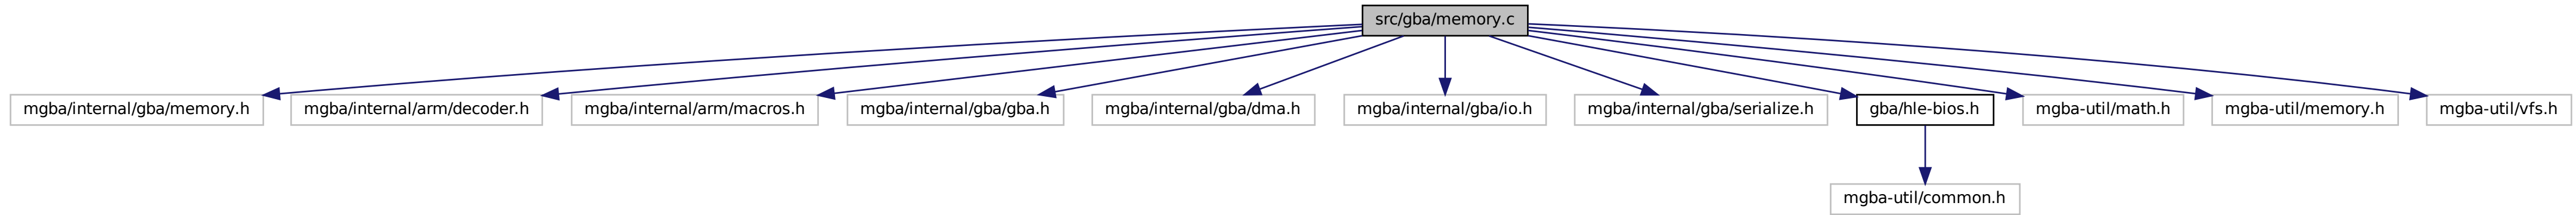 src/gba/memory.c
mgba/internal/gba/memory.h
mgba/internal/arm/decoder.h
mgba/internal/arm/macros.h
mgba/internal/gba/gba.h
mgba/internal/gba/dma.h
mgba/internal/gba/io.h
mgba/internal/gba/serialize.h
gba/hle-bios.h
mgba-util/math.h
mgba-util/memory.h
mgba-util/vfs.h
mgba-util/common.h